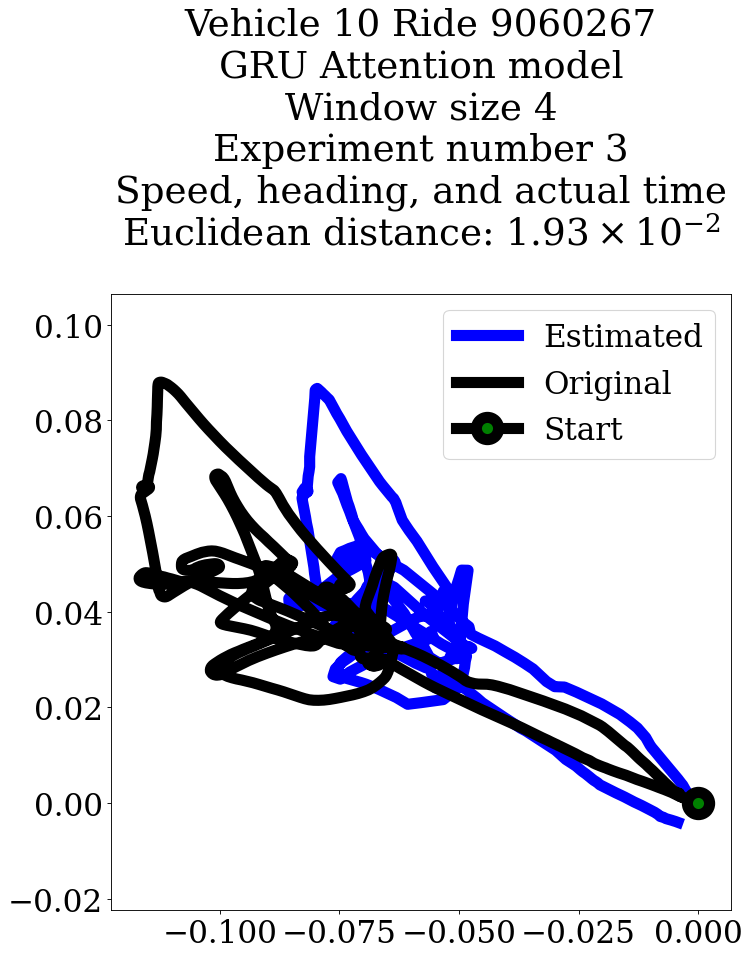 Vehicle 10 Ride 9060267
GRU Attention model
Window size 4
Experiment number 3
Speed, heading, and actual time
Euclidean distance: 1.93 × 10⁻²
Estimated
Original
Start
0.10
0.08
0.06
0.04
0.02
0.00
−0.02
−0.100 −0.075 −0.050 −0.025 0.000